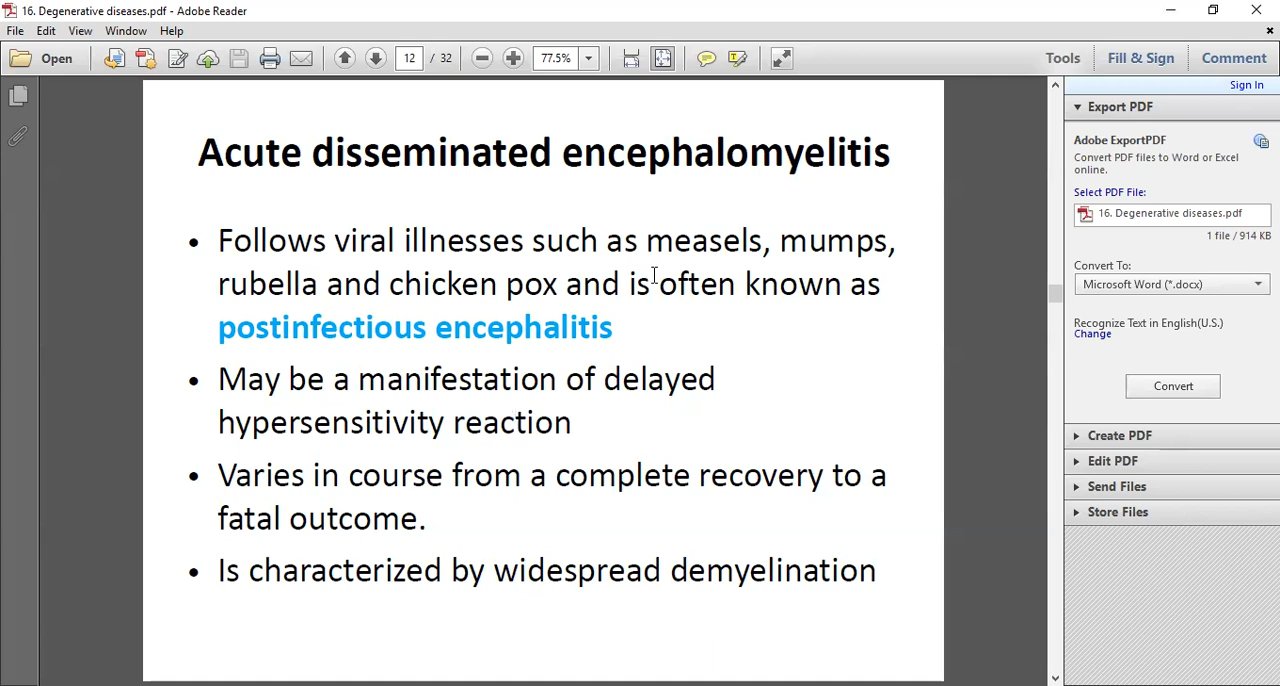 16. Degenerative diseases.pdf - Adobe Reader
File Edit View Window Help
Open 12 / 32 77.5% Tools Fill & Sign Comment
Sign In
Export PDF
Adobe ExportPDF
Convert PDF files to Word or Excel
online.
Select PDF File:
16. Degenerative diseases.pdf
1 file / 914 KB
Convert To:
Microsoft Word (*.docx)
Recognize Text in English(U.S.)
Change
Convert
Create PDF
Edit PDF
Send Files
Store Files
Acute disseminated encephalomyelitis
• Follows viral illnesses such as measels, mumps,
rubella and chicken pox and is often known as
postinfectious encephalitis
• May be a manifestation of delayed
hypersensitivity reaction
• Varies in course from a complete recovery to a
fatal outcome.
• Is characterized by widespread demyelination